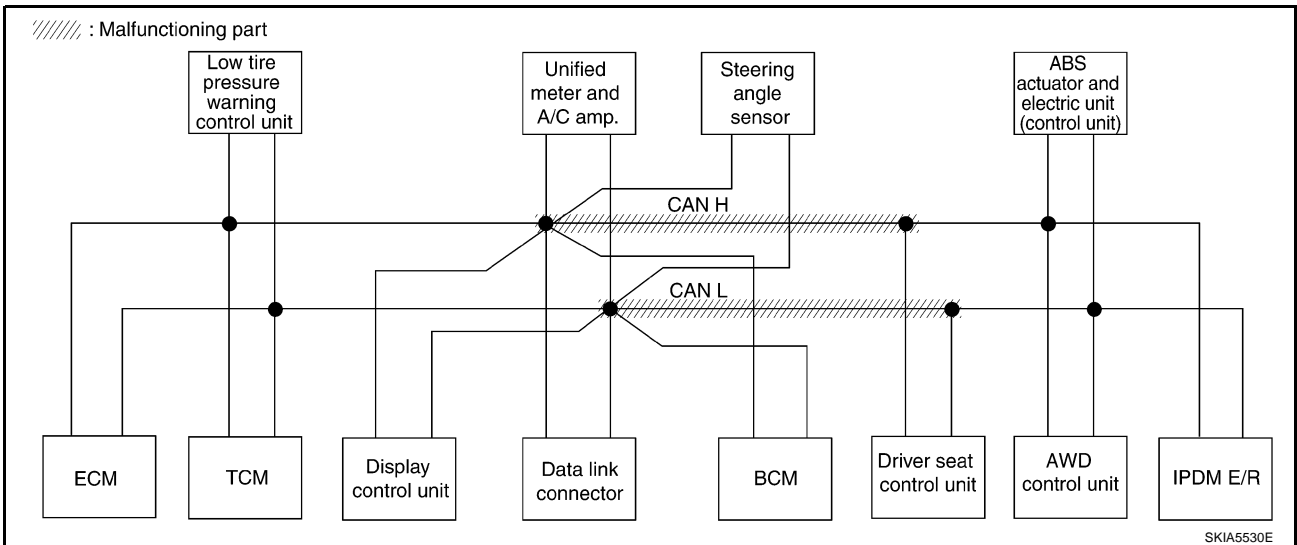 : Malfunctioning part
Low tire
pressure
warning
control unit
Unified
meter and
A/C amp.
Steering
angle
sensor
ABS
actuator and
electric unit
(control unit)
CAN H
CAN L
ECM
TCM
Display
control unit
Data link
connector
BCM
Driver seat
control unit
AWD
control unit
IPDM E/R
SKIA5530E